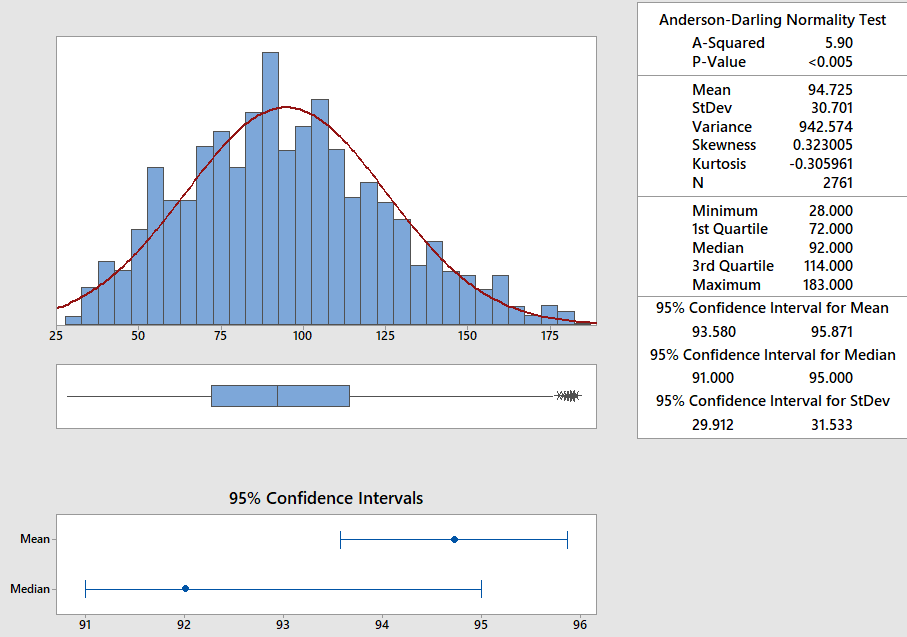 Anderson-Darling Normality Test
A-Squared 5.90
P-Value <0.005
Mean 94.725
StDev 30.701
Variance 942.574
Skewness 0.323005
Kurtosis -0.305961
N 2761
Minimum 28.000
1st Quartile 72.000
Median 92.000
3rd Quartile 114.000
Maximum 183.000
95% Confidence Interval for Mean
93.580 95.871
95% Confidence Interval for Median
91.000 95.000
95% Confidence Interval for StDev
29.912 31.533
25 50 75 100 125 150 175
95% Confidence Intervals
Mean
Median
91 92 93 94 95 96